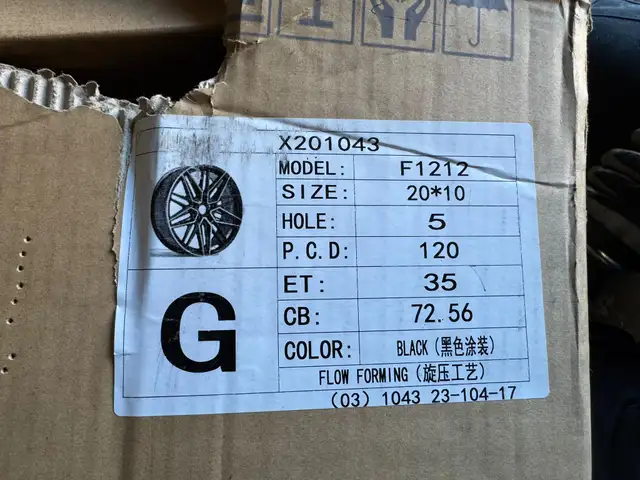 X201043
MODEL: F1212
SIZE: 20*10
HOLE: 5
P.C.D: 120
ET: 35
G
CB: 72.56
COLOR: BLACK(黑色涂装)
FLOW FORMING(旋压工艺)
(03) 1043 23-104-17